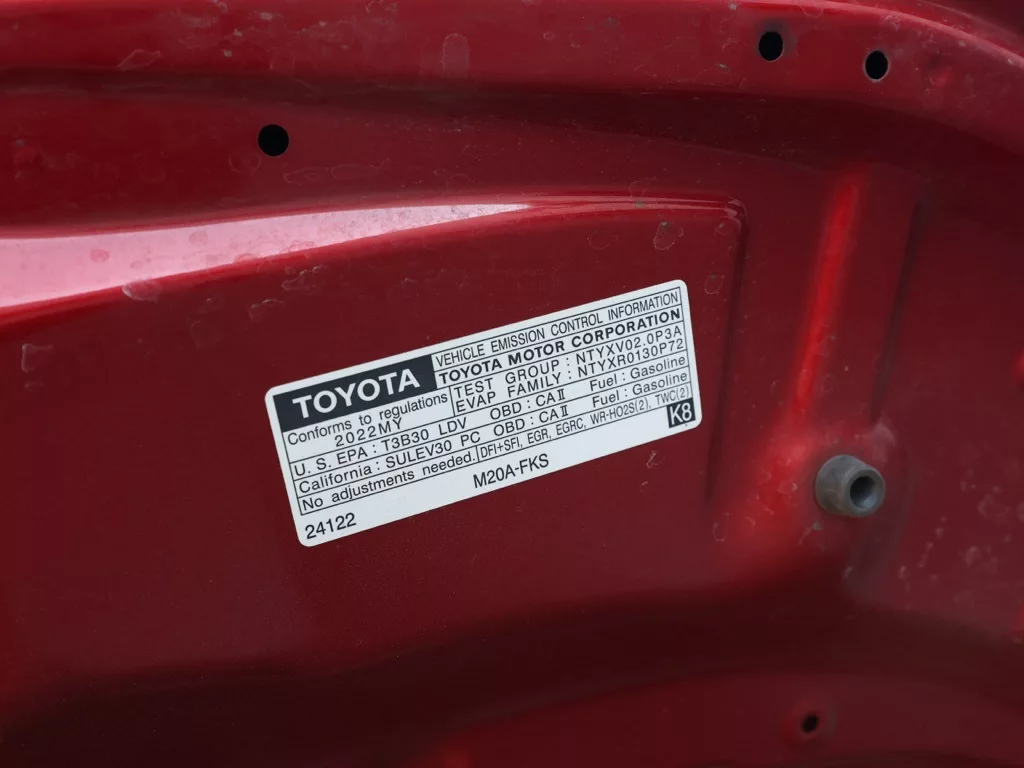 TOYOTA
VEHICLE EMISSION CONTROL INFORMATION
TOYOTA MOTOR CORPORATION
Conforms to regulations
2022MY
TEST GROUP : NTYXV02.0P3A
EVAP FAMILY : NTYXR0130P72
U. S. EPA : T3B30 LDV OBD : CAⅡ Fuel : Gasoline
California : SULEV30 PC OBD : CAⅡ Fuel : Gasoline
No adjustments needed. DFI+SFI, EGR, EGRC, WR-HO2S(2), TWC(2)
M20A-FKS K8
24122